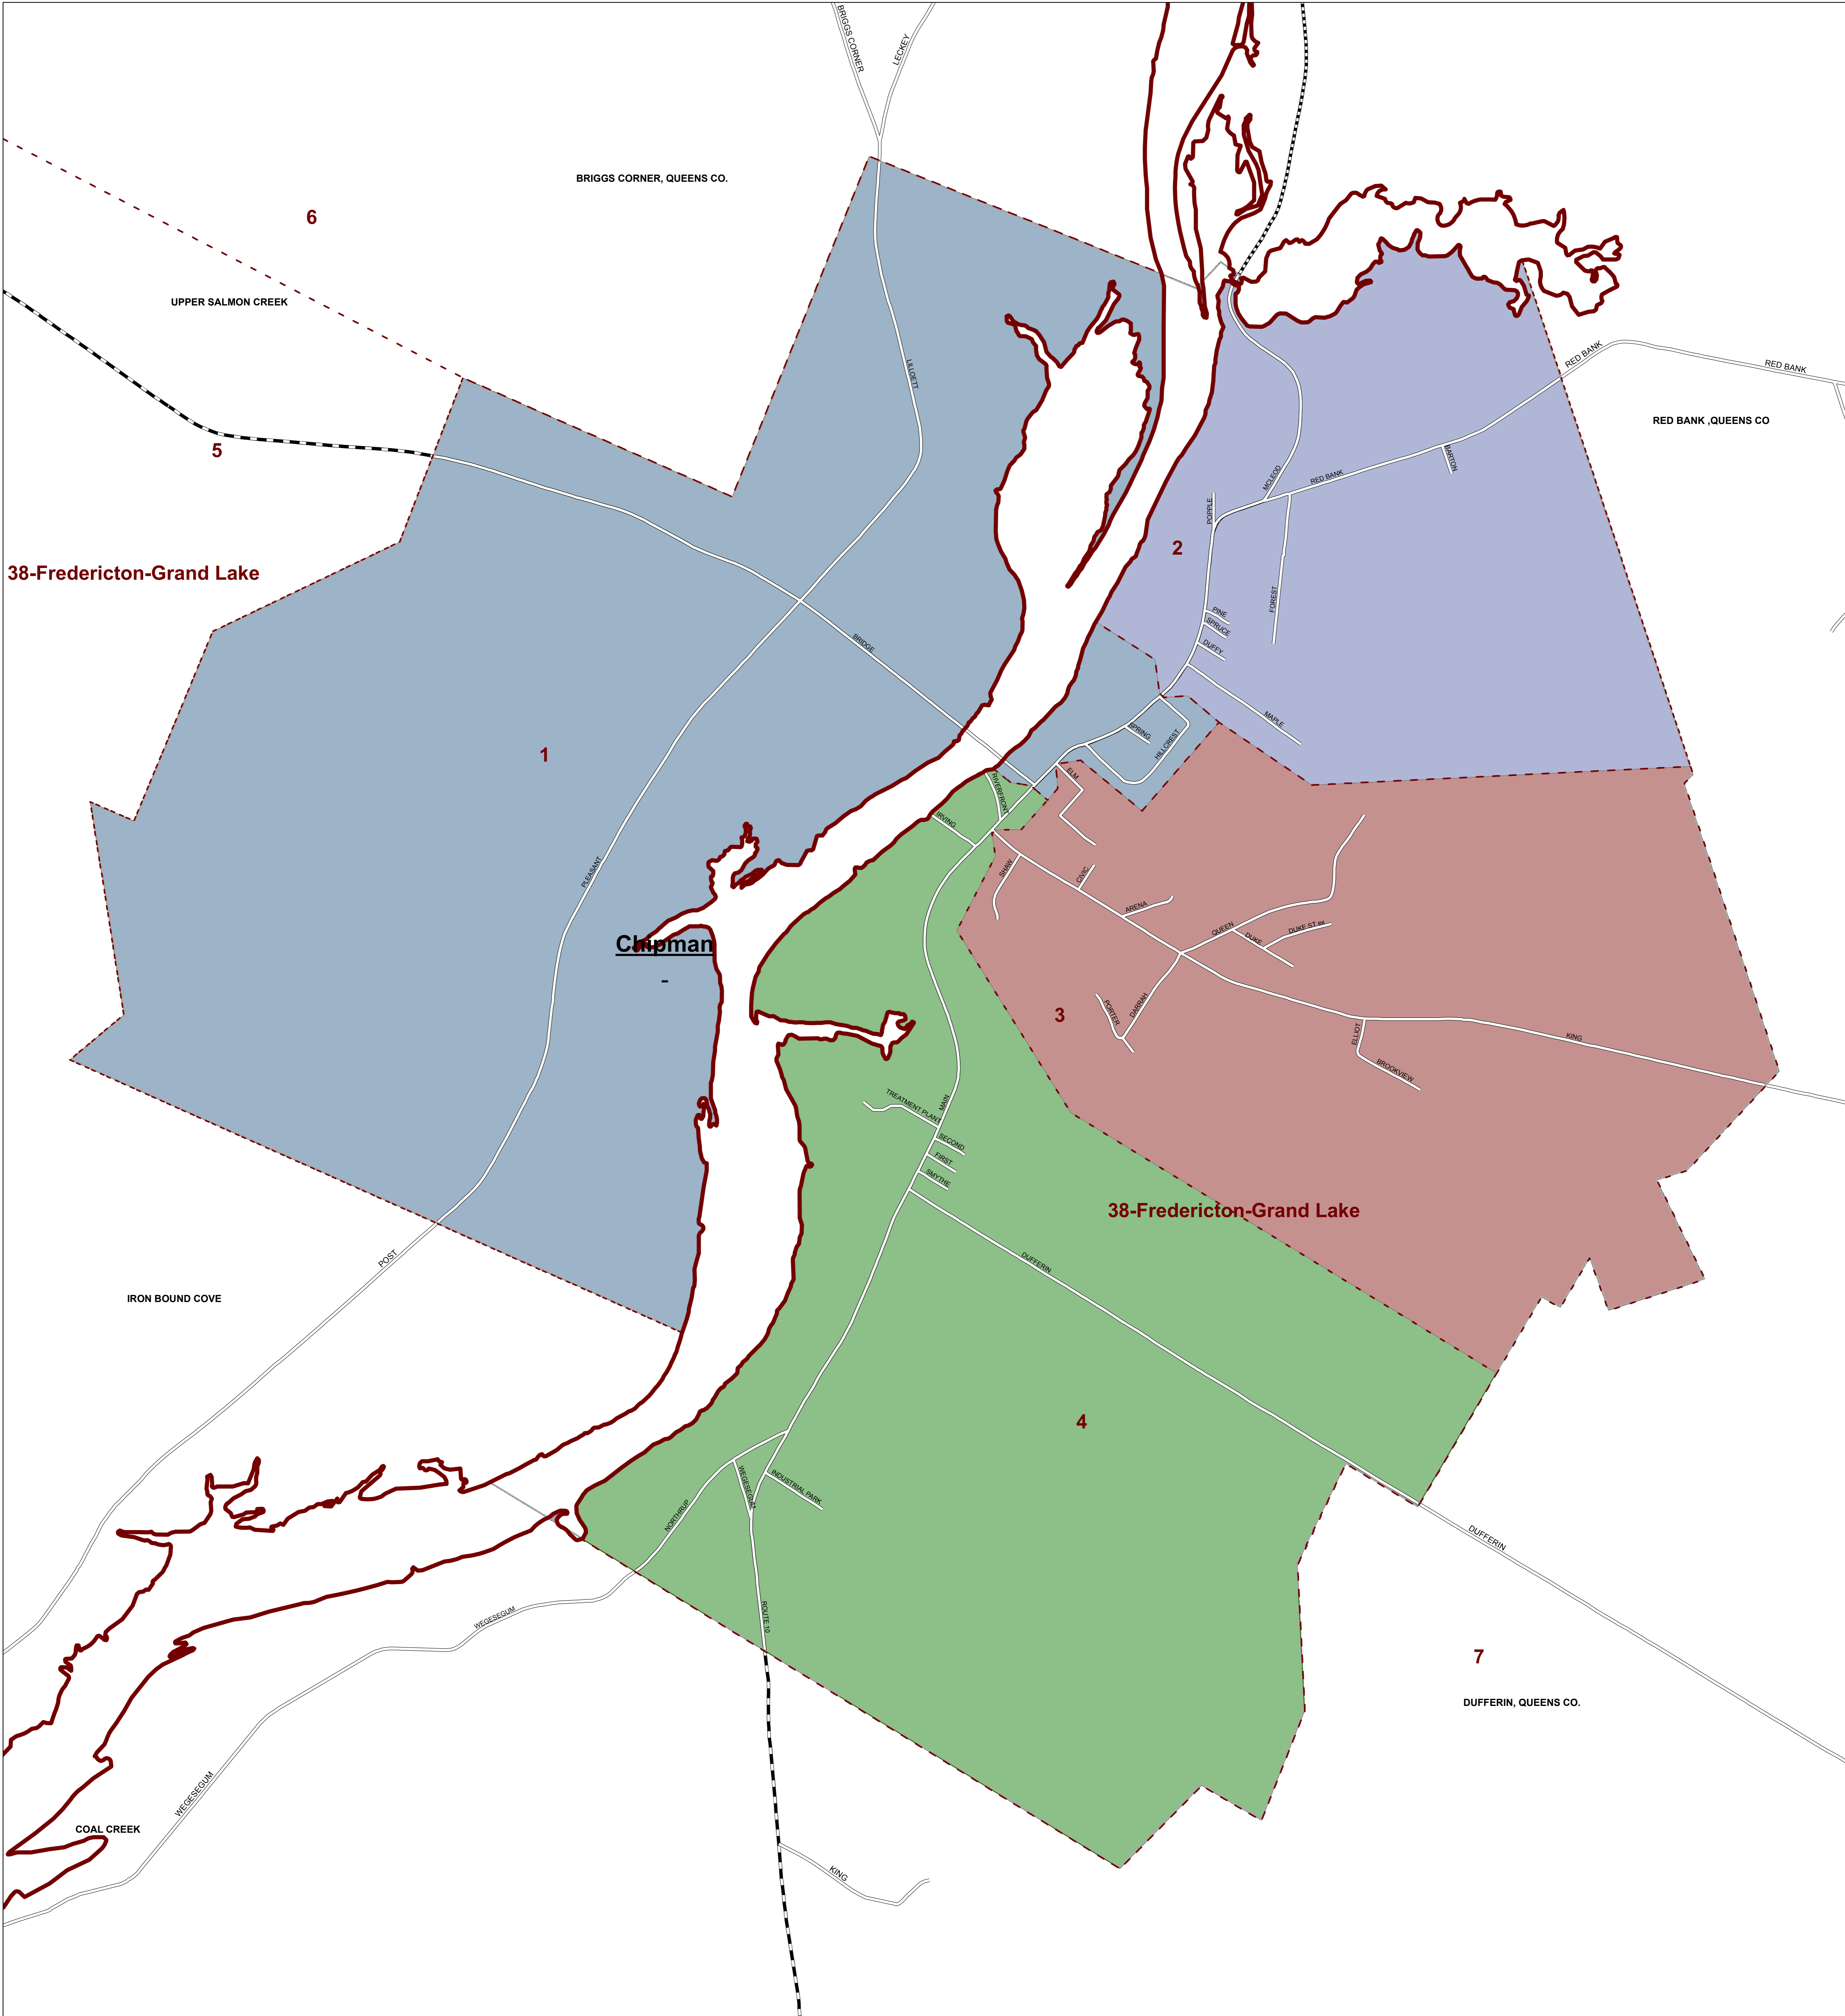 BRIGGS CORNER
LECKEY
BRIGGS CORNER, QUEENS CO.
6
UPPER SALMON CREEK
LILLOETT
RED BANK
RED BANK
RED BANK ,QUEENS CO
5
BARTON
MCLEOD
RED BANK
POPPLE
2
38-Fredericton-Grand Lake
FOREST
PINE
SPRUCE
BRIDGE
DUFFY
MAPLE
SPRING
HILLCREST
1
ELM
RIVERFRONT
IRVING
SHAW
CIVIC
PLEASANT
ARENA
QUEEN
DUKE
DUKE ST ex
Chipman
-
3
PORTER
DARRAH
ELLIOT
KING
BROOKVIEW
TREATMENT PLANT
MAIN
SECOND
FIRST
SMYTHE
38-Fredericton-Grand Lake
POST
DUFFERIN
IRON BOUND COVE
4
WEGESEGUM
INDUSTRIAL PARK
NORTHRUP
DUFFERIN
WEGESEGUM
ROUTE 10
7
DUFFERIN, QUEENS CO.
WEGESEGUM
COAL CREEK
KING